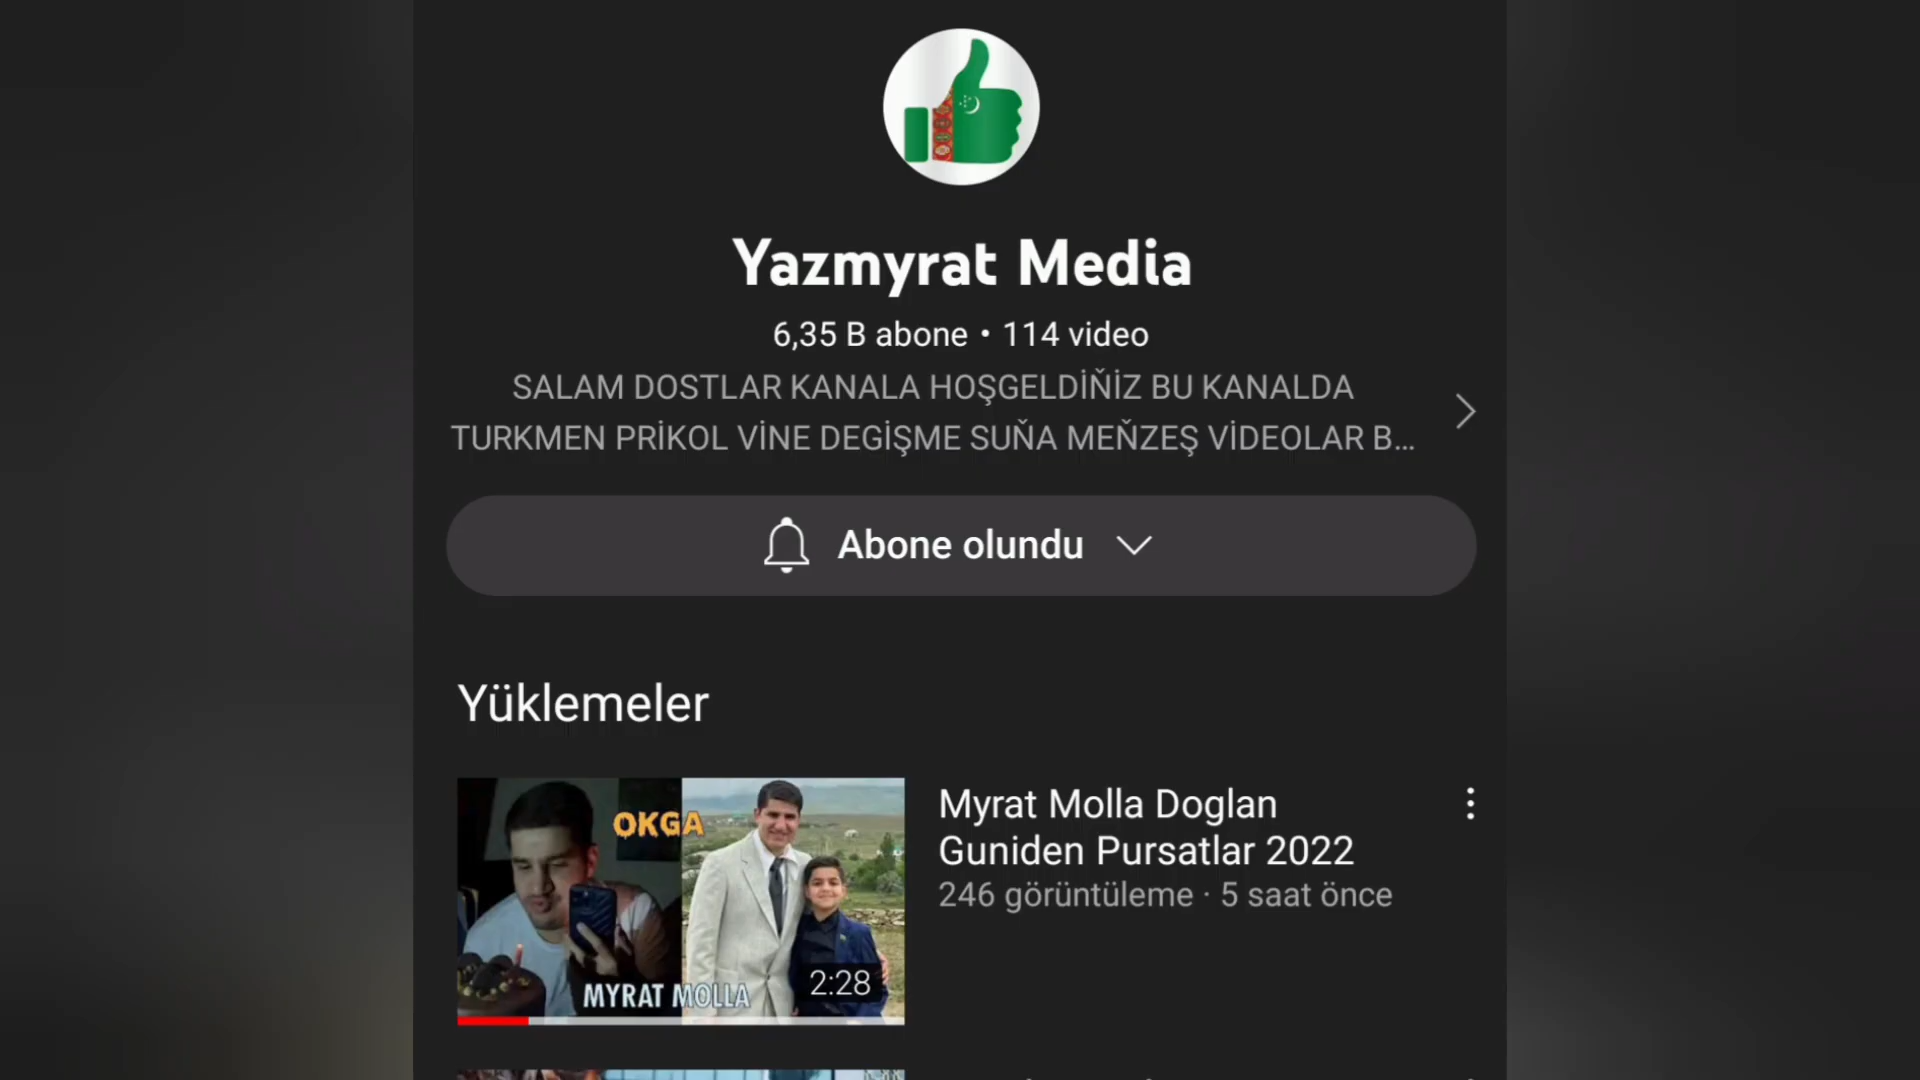 Yazmyrat Media
6,35 B abone • 114 video
SALAM DOSTLAR KANALA HOŞGELDİŇİZ BU KANALDA
TURKMEN PRİKOL VİNE DEGİŞME SUŇA MEŇZEŞ VİDEOLAR B...
Abone olundu
Yüklemeler
OKGA
MYRAT MOLLA
2:28
Myrat Molla Doglan
Guniden Pursatlar 2022
246 görüntüleme · 5 saat önce